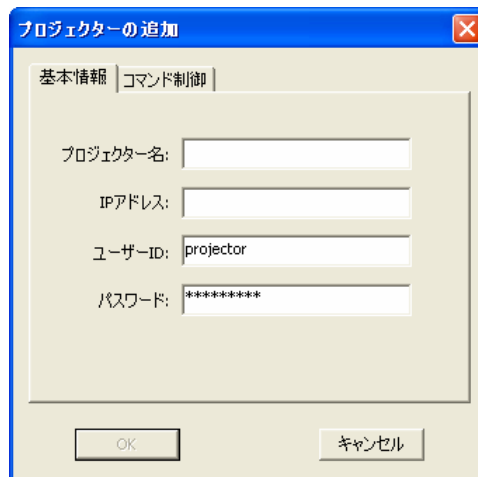 プロジェクターの追加
基本情報 コマンド制御
プロジェクター名:
IPアドレス:
ユーザーID: projector
パスワード: *********
OK キャンセル